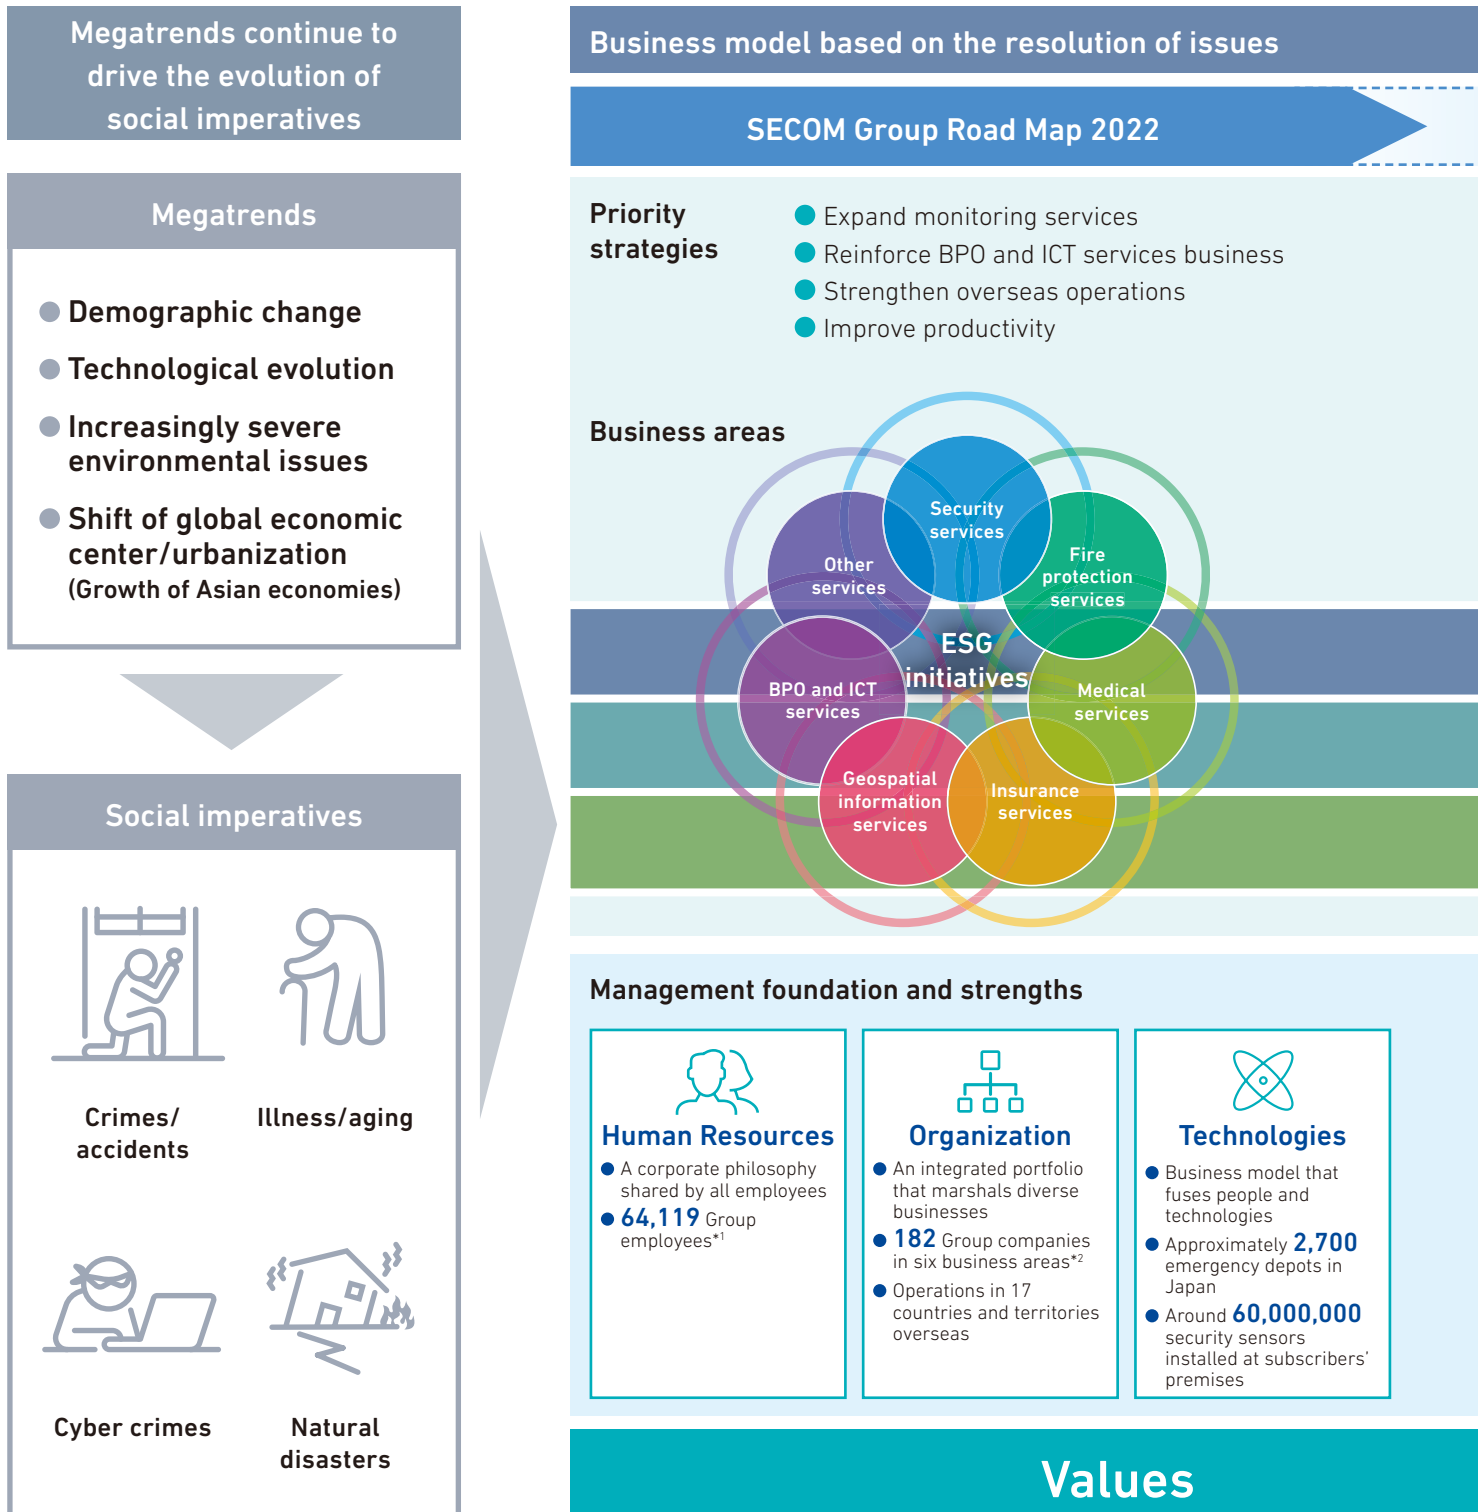 Megatrends continue to
drive the evolution of
social imperatives
Megatrends
● Demographic change
● Technological evolution
● Increasingly severe
environmental issues
● Shift of global economic
center/urbanization
(Growth of Asian economies)
Social imperatives
Crimes/
accidents
Illness/aging
Cyber crimes
Natural
disasters
Business model based on the resolution of issues
SECOM Group Road Map 2022
Priority
strategies
● Expand monitoring services
● Reinforce BPO and ICT services business
● Strengthen overseas operations
● Improve productivity
Business areas
Security
services
Fire
protection
services
Medical
services
Insurance
services
Geospatial
information
services
BPO and ICT
services
Other
services
ESG
initiatives
Management foundation and strengths
Human Resources
● A corporate philosophy
shared by all employees
● 64,119 Group
employees*1
Organization
● An integrated portfolio
that marshals diverse
businesses
● 182 Group companies
in six business areas*2
● Operations in 17
countries and territories
overseas
Technologies
● Business model that
fuses people and
technologies
● Approximately 2,700
emergency depots in
Japan
● Around 60,000,000
security sensors
installed at subscribers’
premises
Values